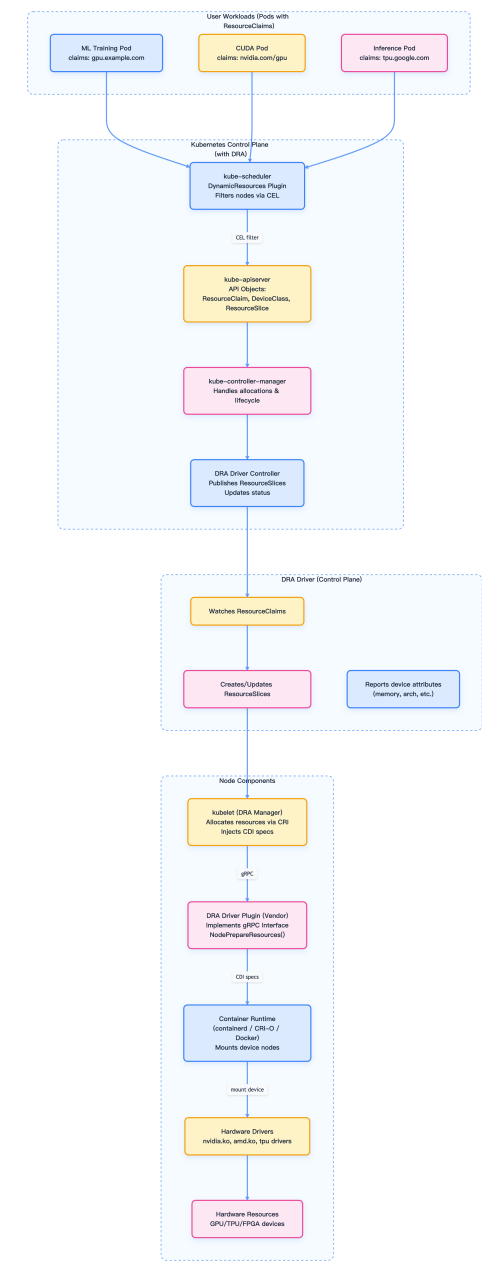 User Workloads (Pods with
ResourceClaims)
ML Training Pod
claims: gpu.example.com
CUDA Pod
claims: nvidia.com/gpu
Inference Pod
claims: tpu.google.com
Kubernetes Control Plane
(with DRA)
kube-scheduler
DynamicResources Plugin
Filters nodes via CEL
CEL filter
kube-apiserver
API Objects:
ResourceClaim, DeviceClass,
ResourceSlice
kube-controller-manager
Handles allocations &
lifecycle
DRA Driver Controller
Publishes ResourceSlices
Updates status
DRA Driver (Control Plane)
Watches ResourceClaims
Creates/Updates
ResourceSlices
Reports device attributes
(memory, arch, etc.)
Node Components
kubelet (DRA Manager)
Allocates resources via CRI
Injects CDI specs
gRPC
DRA Driver Plugin (Vendor)
Implements gRPC Interface
NodePrepareResources()
CDI specs
Container Runtime
(containerd / CRI-O /
Docker)
Mounts device nodes
mount device
Hardware Drivers
nvidia.ko, amd.ko, tpu drivers
Hardware Resources
GPU/TPU/FPGA devices